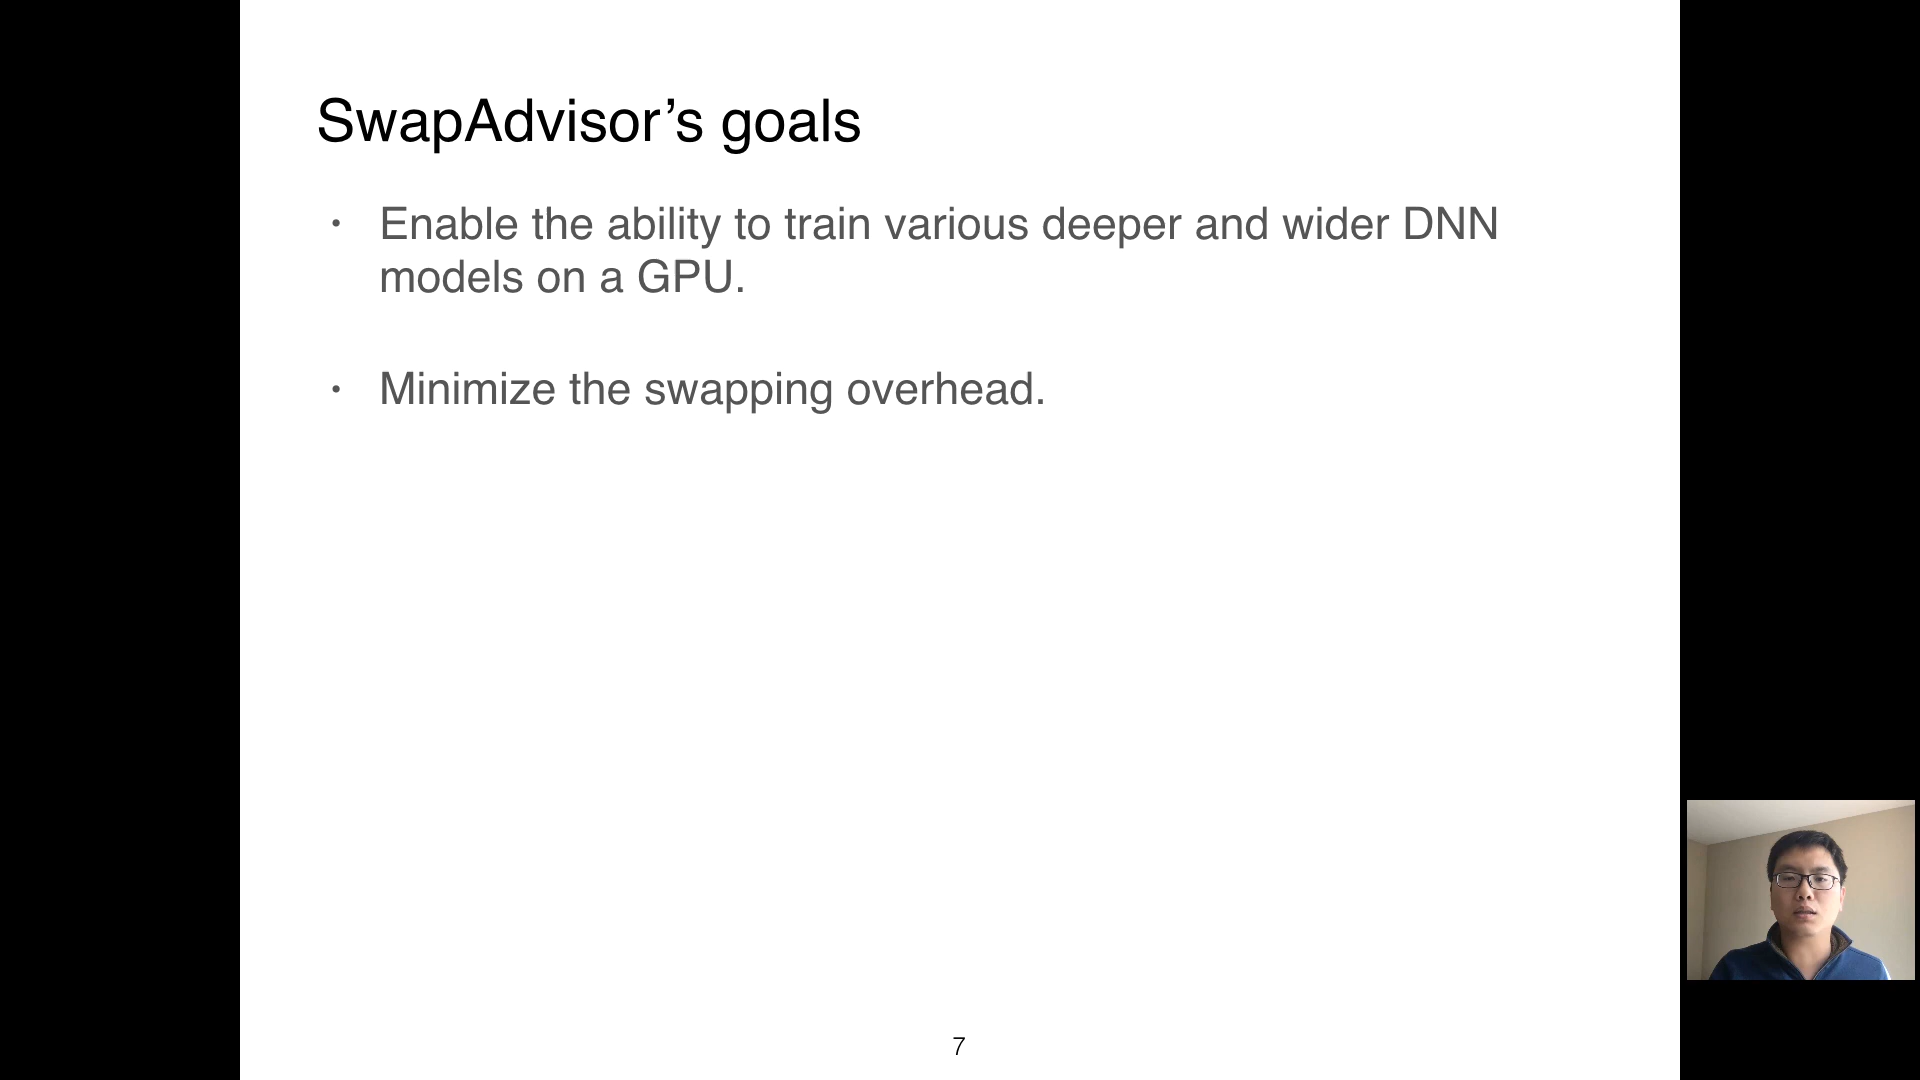 SwapAdvisor’s goals
• Enable the ability to train various deeper and wider DNN
models on a GPU.
• Minimize the swapping overhead.
7